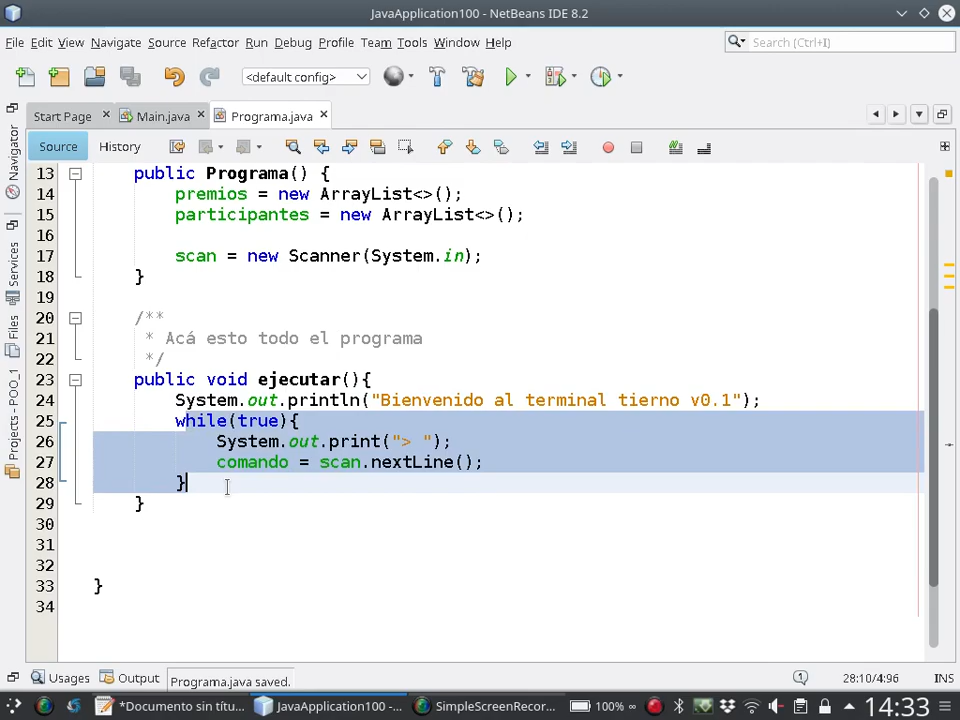 JavaApplication100 - NetBeans IDE 8.2
File Edit View Navigate Source Refactor Run Debug Profile Team Tools Window Help
Search (Ctrl+I)
<default config>
Start Page Main.java Programa.java
Source History
13 public Programa() {
14 premios = new ArrayList<>();
15 participantes = new ArrayList<>();
16
17 scan = new Scanner(System.in);
18 }
19
20 /**
21 * Acá esto todo el programa
22 */
23 public void ejecutar(){
24 System.out.println("Bienvenido al terminal tierno v0.1");
25 while(true){
26 System.out.print("> ");
27 comando = scan.nextLine();
28 }
29 }
30
31
32
33 }
34
Navigator
Services
Files
Projects - POO_1
Usages Output Programa.java saved. 1 28:10/4:96 INS
*Documento sin títu... JavaApplication100 -... SimpleScreenRecor... 100% 14:33